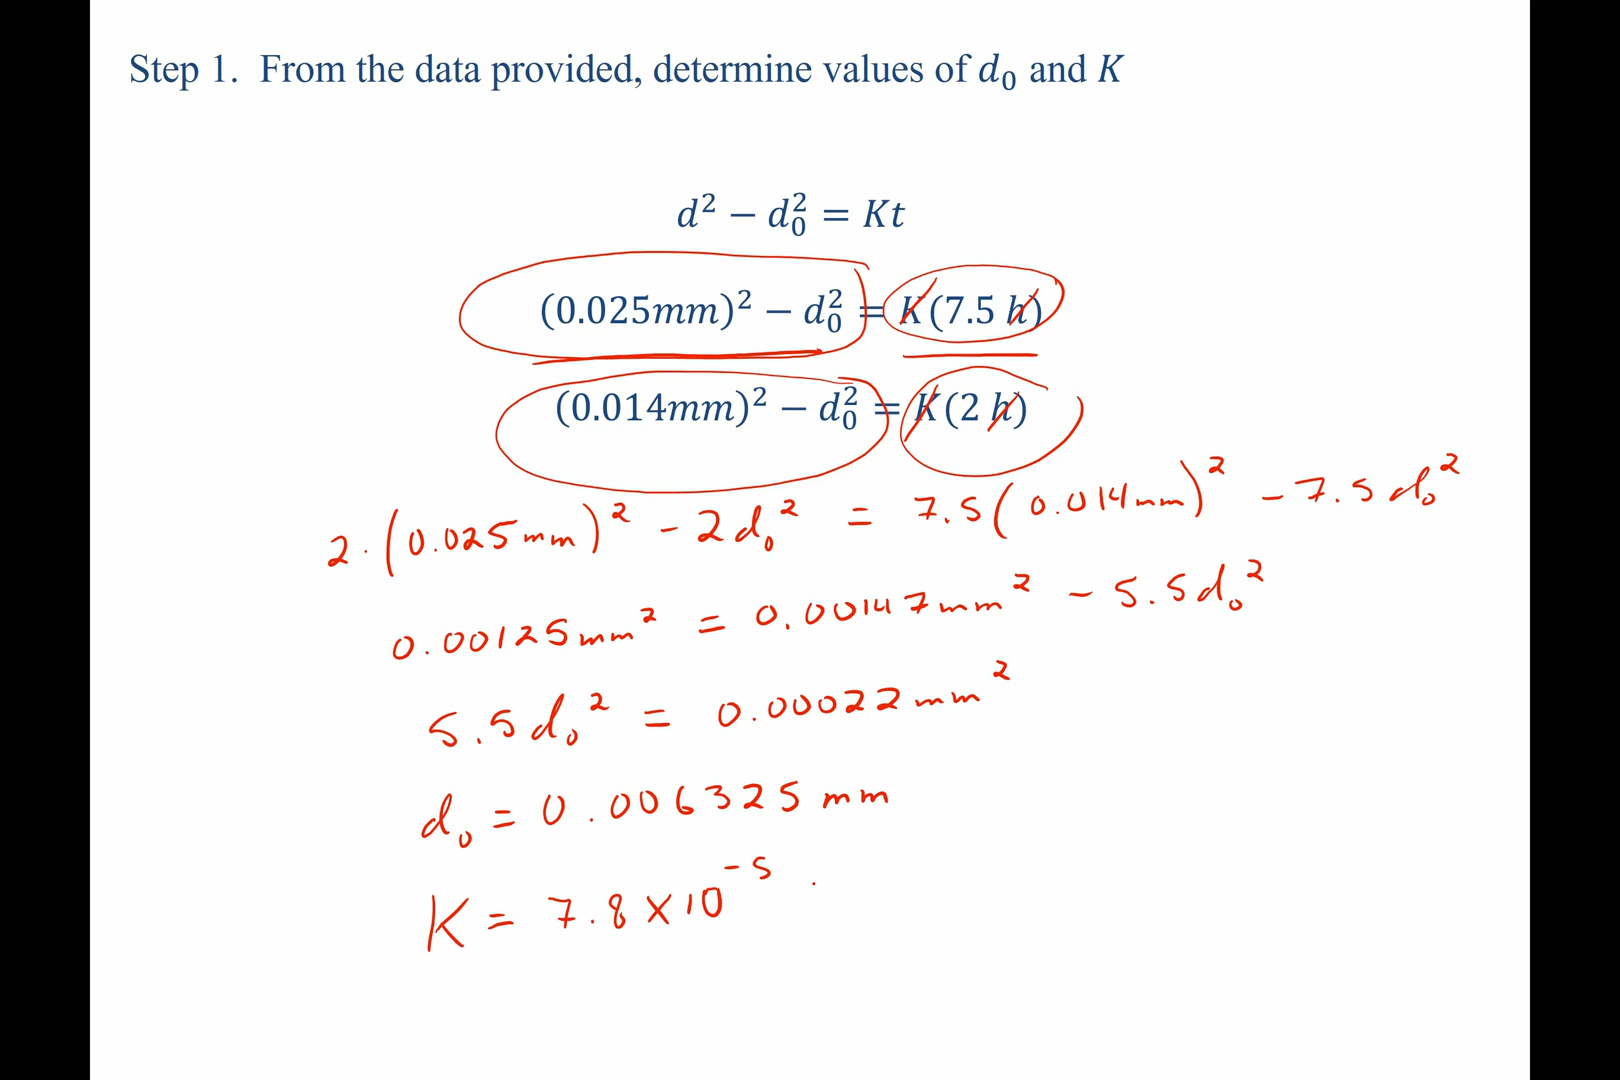 Step 1.  From the data provided, determine values of d₀ and K
d² − d₀² = Kt
(0.025mm)² − d₀² = K(7.5 h)
(0.014mm)² − d₀² = K(2 h)
2 · (0.025mm)² − 2d₀² = 7.5(0.014mm)² − 7.5d₀²
0.00125mm² = 0.00147mm² − 5.5d₀²
5.5d₀² = 0.00022mm²
d₀ = 0.006325mm
K = 7.8 × 10⁻⁵